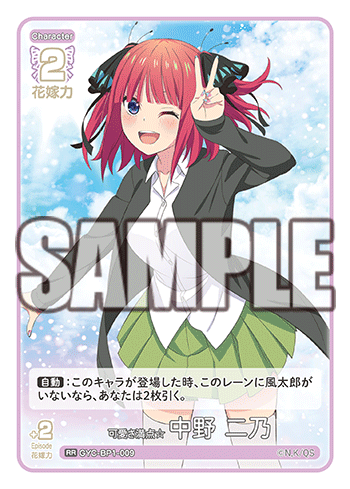 Character
2
花嫁力
SAMPLE
自動:このキャラが登場した時、このレーンに風太郎が
いないなら、あなたは2枚引く。
+2
Episode
花嫁力
可愛さ満点☆ 中野 二乃
RR GYC-BP1-009
©N.K./QS